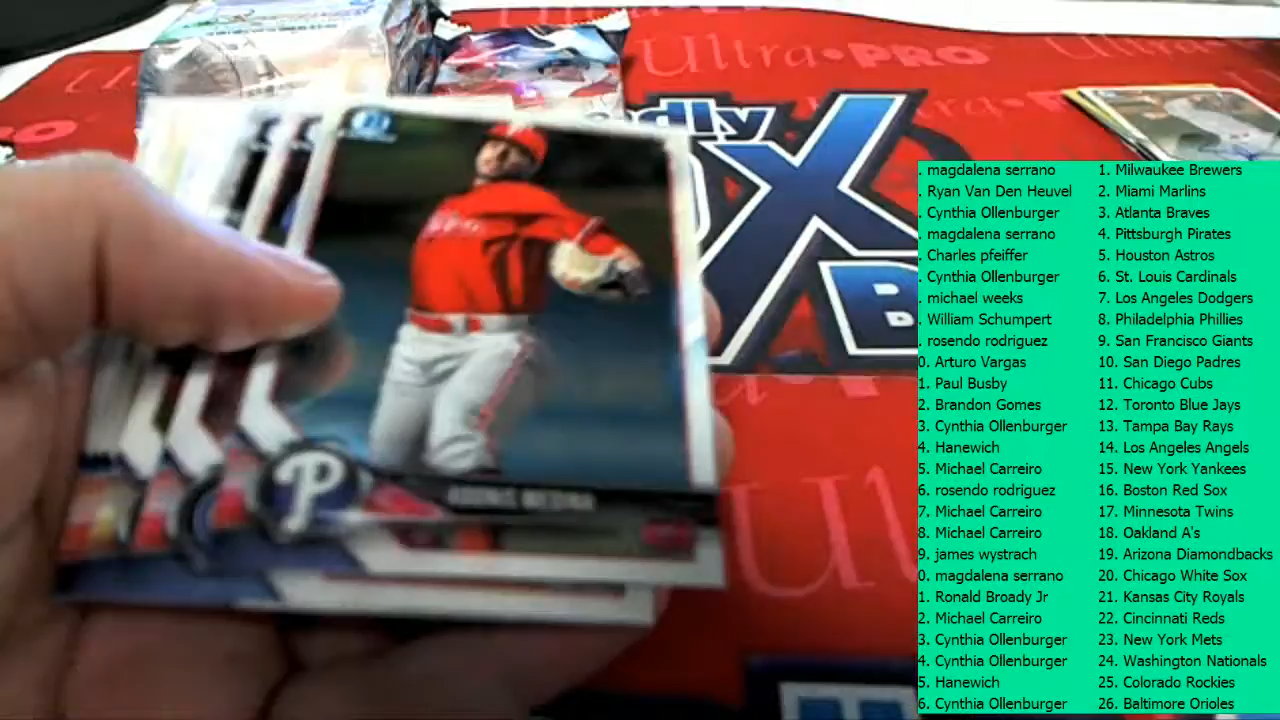 Ultra•PRO
dly
X
B
P
. magdalena serrano 1. Milwaukee Brewers
. Ryan Van Den Heuvel 2. Miami Marlins
. Cynthia Ollenburger 3. Atlanta Braves
. magdalena serrano 4. Pittsburgh Pirates
. Charles pfeiffer 5. Houston Astros
. Cynthia Ollenburger 6. St. Louis Cardinals
. michael weeks 7. Los Angeles Dodgers
. William Schumpert 8. Philadelphia Phillies
. rosendo rodriguez 9. San Francisco Giants
0. Arturo Vargas 10. San Diego Padres
1. Paul Busby 11. Chicago Cubs
2. Brandon Gomes 12. Toronto Blue Jays
3. Cynthia Ollenburger 13. Tampa Bay Rays
4. Hanewich 14. Los Angeles Angels
5. Michael Carreiro 15. New York Yankees
6. rosendo rodriguez 16. Boston Red Sox
7. Michael Carreiro 17. Minnesota Twins
8. Michael Carreiro 18. Oakland A's
9. james wystrach 19. Arizona Diamondbacks
0. magdalena serrano 20. Chicago White Sox
1. Ronald Broady Jr 21. Kansas City Royals
2. Michael Carreiro 22. Cincinnati Reds
3. Cynthia Ollenburger 23. New York Mets
4. Cynthia Ollenburger 24. Washington Nationals
5. Hanewich 25. Colorado Rockies
6. Cynthia Ollenburger 26. Baltimore Orioles